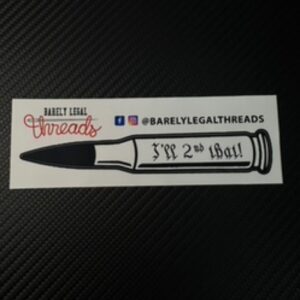 BARELY LEGAL
Threads
@BARELYLEGALTHREADS
I'll 2nd that!